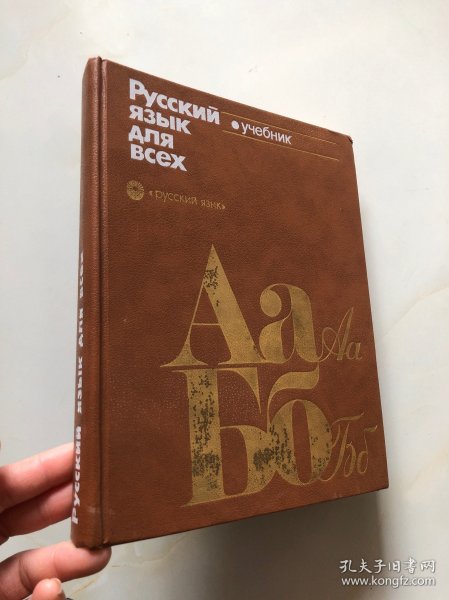 Русский
язык
для
всех
• учебник
«русский язык»
Аа
Аа
Бб
Бб
Русский язык для всех
孔夫子旧书网
www.kongfz.com